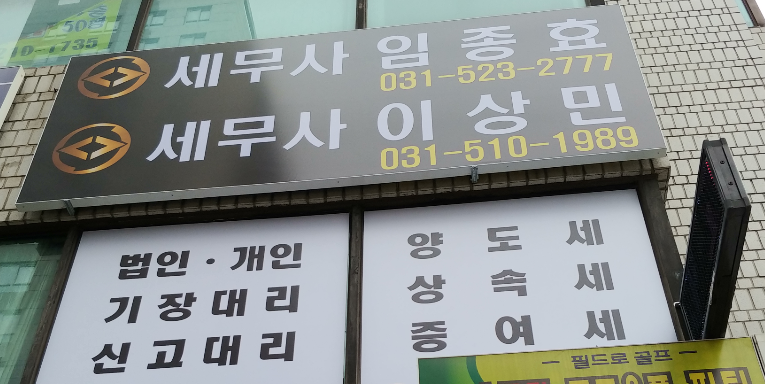 세무사 임종효
031-523-2777
세무사 이상민
031-510-1989
법인 · 개인
기장대리
신고대리
양도세
상속세
증여세
- 필드로 골프 -